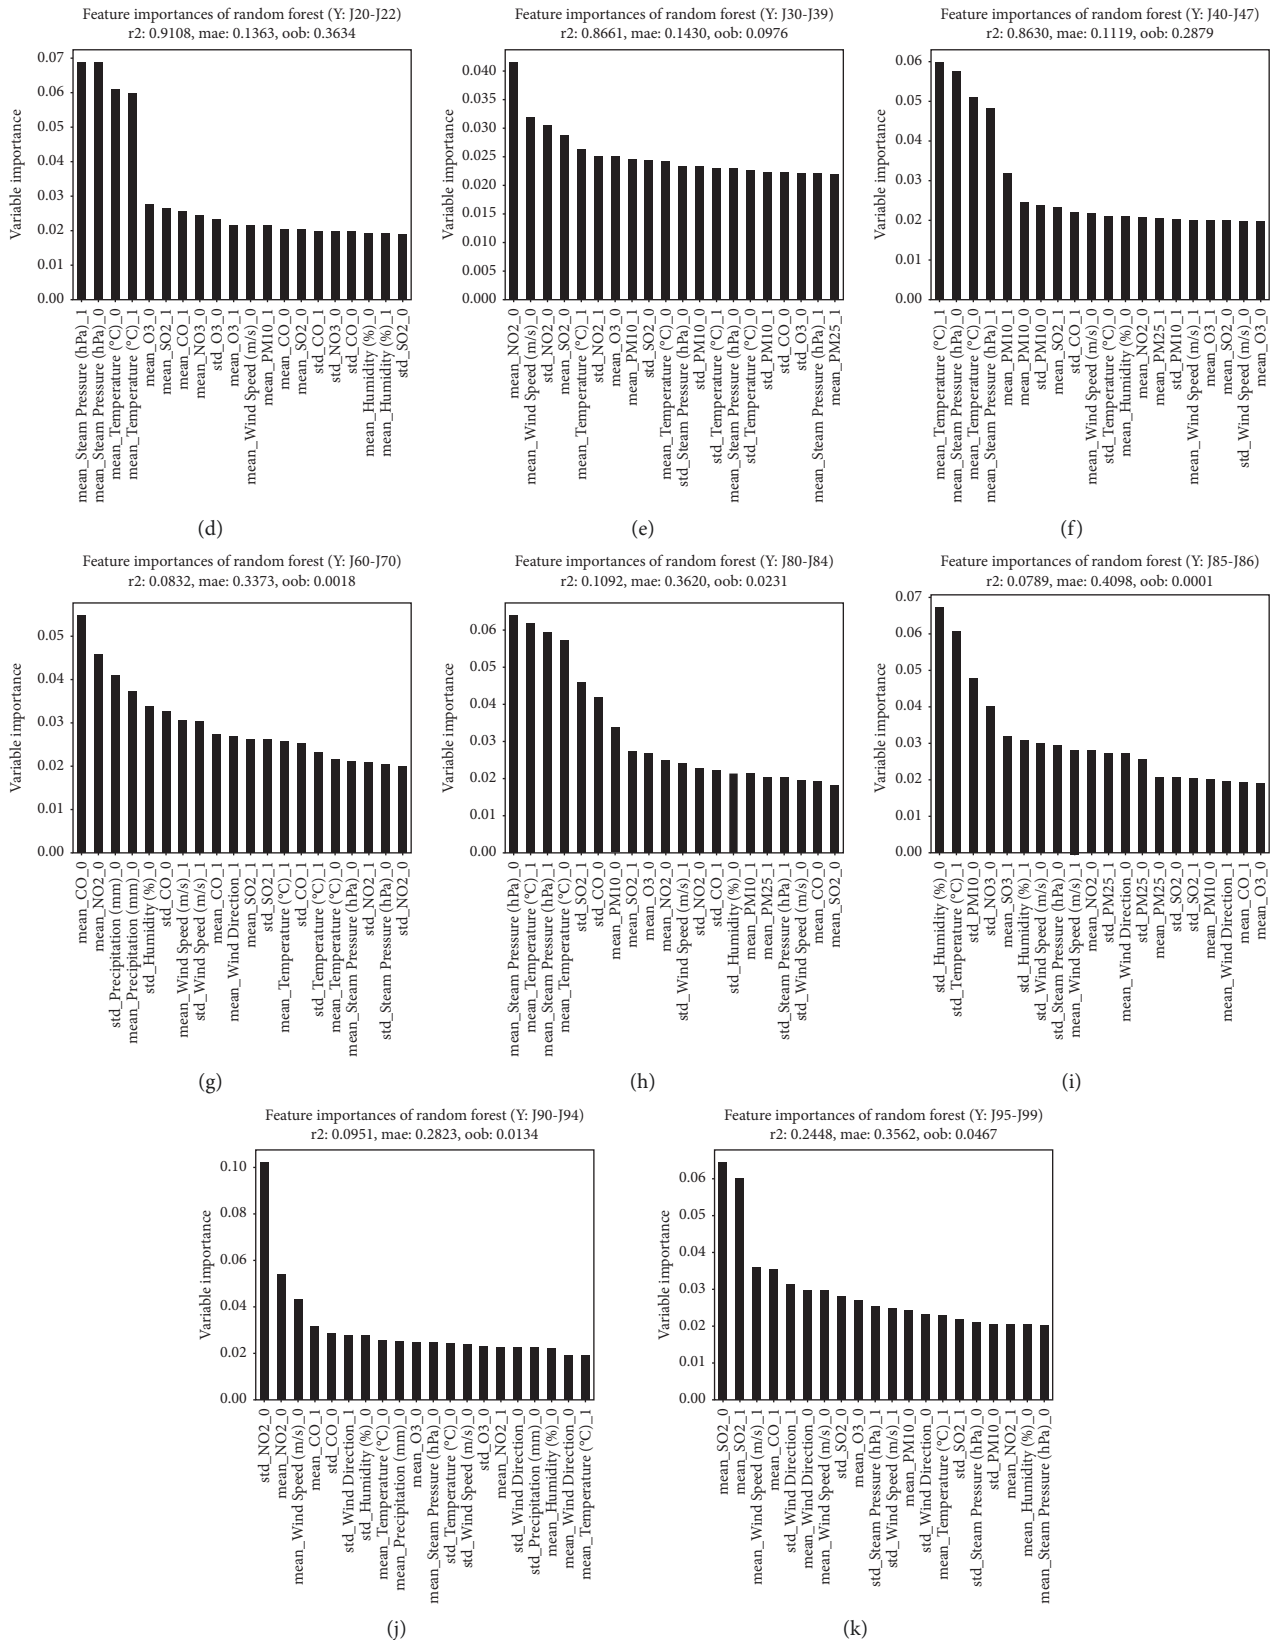 Feature importances of random forest (Y: J20-J22)
r2: 0.9108, mae: 0.1363, oob: 0.3634
Variable importance
0.07
0.06
0.05
0.04
0.03
0.02
0.01
0.00
mean_Steam Pressure (hPa)_1
mean_Steam Pressure (hPa)_0
mean_Temperature (°C)_0
mean_Temperature (°C)_1
mean_O3_0
mean_SO2_1
mean_CO_1
mean_NO3_0
std_O3_0
mean_O3_1
mean_Wind Speed (m/s)_0
mean_PM10_1
mean_CO_0
mean_SO2_0
std_CO_1
std_NO3_0
std_CO_0
mean_Humidity (%)_0
mean_Humidity (%)_1
std_SO2_0
(d)
Feature importances of random forest (Y: J30-J39)
r2: 0.8661, mae: 0.1430, oob: 0.0976
Variable importance
0.040
0.035
0.030
0.025
0.020
0.015
0.010
0.005
0.000
mean_NO2_0
mean_Wind Speed (m/s)_0
std_NO2_0
mean_SO2_0
mean_Temperature (°C)_1
std_NO2_1
mean_O3_0
mean_PM10_1
std_SO2_0
mean_Temperature (°C)_0
std_Steam Pressure (hPa)_0
std_PM10_0
std_Temperature (°C)_1
mean_Steam Pressure (hPa)_0
std_Temperature (°C)_0
std_PM10_1
std_CO_0
std_O3_0
mean_Steam Pressure (hPa)_1
mean_PM25_1
(e)
Feature importances of random forest (Y: J40-J47)
r2: 0.8630, mae: 0.1119, oob: 0.2879
Variable importance
0.06
0.05
0.04
0.03
0.02
0.01
0.00
mean_Temperature (°C)_1
mean_Steam Pressure (hPa)_0
mean_Temperature (°C)_0
mean_Steam Pressure (hPa)_1
mean_PM10_1
mean_PM10_0
std_PM10_0
mean_SO2_1
std_CO_1
mean_Wind Speed (m/s)_0
std_Temperature (°C)_0
mean_Humidity (%)_0
mean_NO2_0
mean_PM25_1
std_PM10_1
mean_Wind Speed (m/s)_1
mean_O3_1
mean_SO2_0
std_Wind Speed (m/s)_0
mean_O3_0
(f)
Feature importances of random forest (Y: J60-J70)
r2: 0.0832, mae: 0.3373, oob: 0.0018
Variable importance
0.05
0.04
0.03
0.02
0.01
0.00
mean_CO_0
mean_NO2_0
std_Precipitation (mm)_0
mean_Precipitation (mm)_0
std_Humidity (%)_0
std_CO_0
mean_Wind Speed (m/s)_1
std_Wind Speed (m/s)_1
mean_CO_1
mean_Wind Direction_1
mean_SO2_1
std_SO2_1
mean_Temperature (°C)_1
std_CO_1
std_Temperature (°C)_1
mean_Temperature (°C)_0
mean_Steam Pressure (hPa)_0
std_NO2_1
std_Steam Pressure (hPa)_0
std_NO2_0
(g)
Feature importances of random forest (Y: J80-J84)
r2: 0.1092, mae: 0.3620, oob: 0.0231
Variable importance
0.06
0.05
0.04
0.03
0.02
0.01
0.00
mean_Steam Pressure (hPa)_0
mean_Temperature (°C)_1
mean_Steam Pressure (hPa)_1
mean_Temperature (°C)_0
std_SO2_1
std_CO_0
mean_PM10_0
mean_SO2_1
mean_O3_0
mean_NO2_0
std_Wind Speed (m/s)_1
std_NO2_0
std_CO_1
std_Humidity (%)_0
mean_PM10_1
mean_PM25_1
std_Steam Pressure (hPa)_1
std_Wind Speed (m/s)_0
mean_CO_0
mean_SO2_0
(h)
Feature importances of random forest (Y: J85-J86)
r2: 0.0789, mae: 0.4098, oob: 0.0001
Variable importance
0.07
0.06
0.05
0.04
0.03
0.02
0.01
0.00
std_Humidity (%)_0
std_Temperature (°C)_1
std_PM10_0
std_NO3_0
mean_SO3_1
std_Humidity (%)_1
std_Wind Speed (m/s)_0
std_Steam Pressure (hPa)_0
mean_Wind Speed (m/s)_1
mean_NO2_0
std_PM25_1
mean_Wind Direction_0
std_PM25_0
mean_PM25_0
std_SO2_0
std_SO2_1
mean_PM10_0
mean_Wind Direction_1
mean_CO_1
mean_O3_0
(i)
Feature importances of random forest (Y: J90-J94)
r2: 0.0951, mae: 0.2823, oob: 0.0134
Variable importance
0.10
0.08
0.06
0.04
0.02
0.00
std_NO2_0
mean_NO2_0
mean_Wind Speed (m/s)_0
mean_CO_1
std_CO_0
std_Wind Direction_1
std_Humidity (%)_0
mean_Temperature (°C)_0
mean_Precipitation (mm)_0
mean_O3_0
mean_Steam Pressure (hPa)_0
std_Temperature (°C)_0
std_Wind Speed (m/s)_0
std_O3_0
mean_NO2_1
std_Wind Direction_0
std_Precipitation (mm)_0
mean_Humidity (%)_0
mean_Wind Direction_0
mean_Temperature (°C)_1
(j)
Feature importances of random forest (Y: J95-J99)
r2: 0.2448, mae: 0.3562, oob: 0.0467
Variable importance
0.06
0.05
0.04
0.03
0.02
0.01
0.00
mean_SO2_0
mean_SO2_1
mean_Wind Speed (m/s)_1
mean_CO_1
std_Wind Direction_1
mean_Wind Direction_0
mean_Wind Speed (m/s)_0
std_SO2_0
mean_O3_0
std_Steam Pressure (hPa)_1
std_Wind Speed (m/s)_1
mean_PM10_0
std_Wind Direction_0
mean_Temperature (°C)_1
std_SO2_1
std_Steam Pressure (hPa)_0
std_PM10_0
mean_NO2_1
mean_Humidity (%)_0
mean_Steam Pressure (hPa)_0
(k)